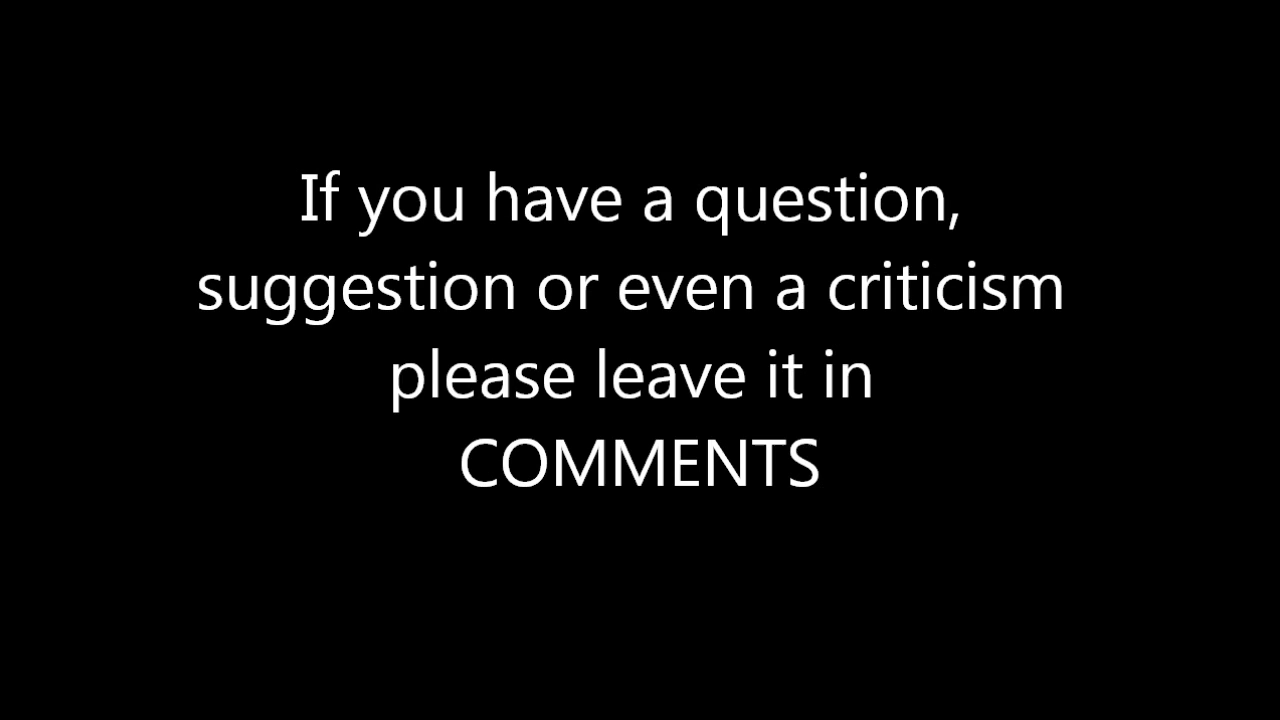 If you have a question,
suggestion or even a criticism
please leave it in
COMMENTS